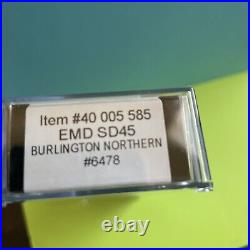 Item #40 005 585
EMD SD45
BURLINGTON NORTHERN
#6478